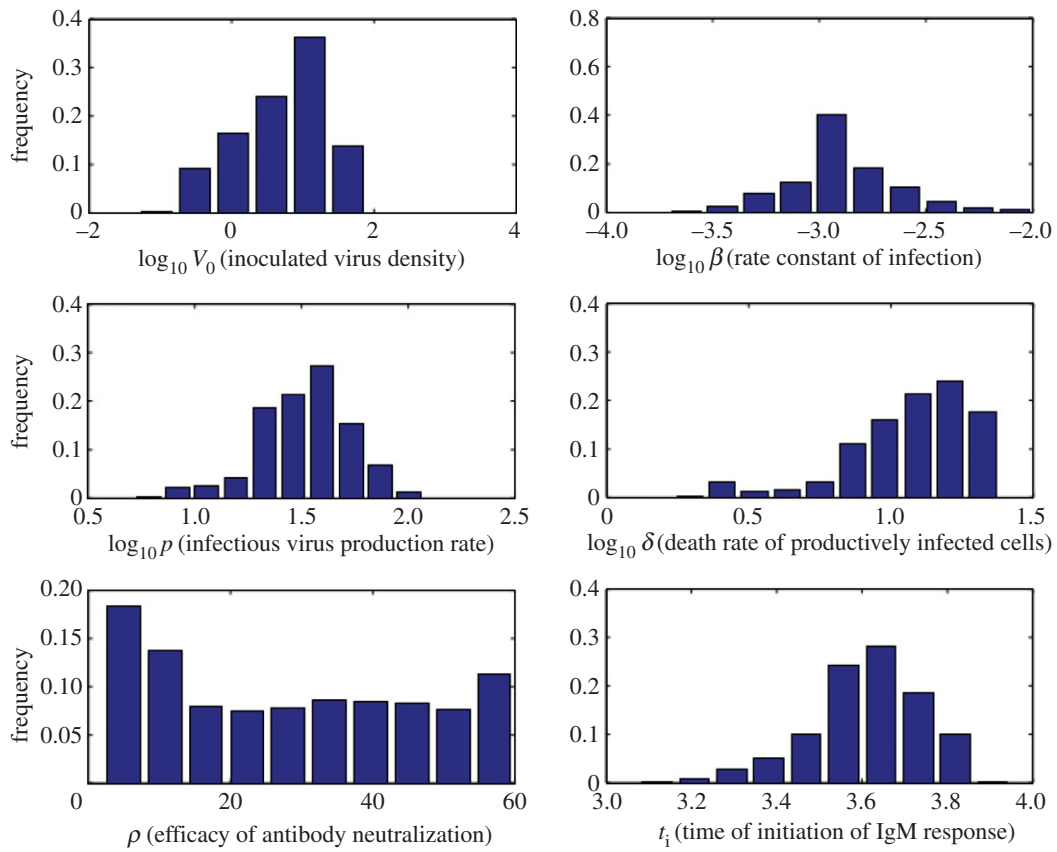 0.4
0.3
0.2
0.1
0
frequency
−2 0 2 4
log10 V0 (inoculated virus density)
0.8
0.6
0.4
0.2
0
−4.0 −3.5 −3.0 −2.5 −2.0
log10 β (rate constant of infection)
0.4
0.3
0.2
0.1
0
frequency
0.5 1.0 1.5 2.0 2.5
log10 p (infectious virus production rate)
0.4
0.3
0.2
0.1
0
0 0.5 1.0 1.5
log10 δ (death rate of productively infected cells)
0.20
0.15
0.10
0.05
frequency
0 20 40 60
ρ (efficacy of antibody neutralization)
0.4
0.3
0.2
0.1
0
3.0 3.2 3.4 3.6 3.8 4.0
ti (time of initiation of IgM response)